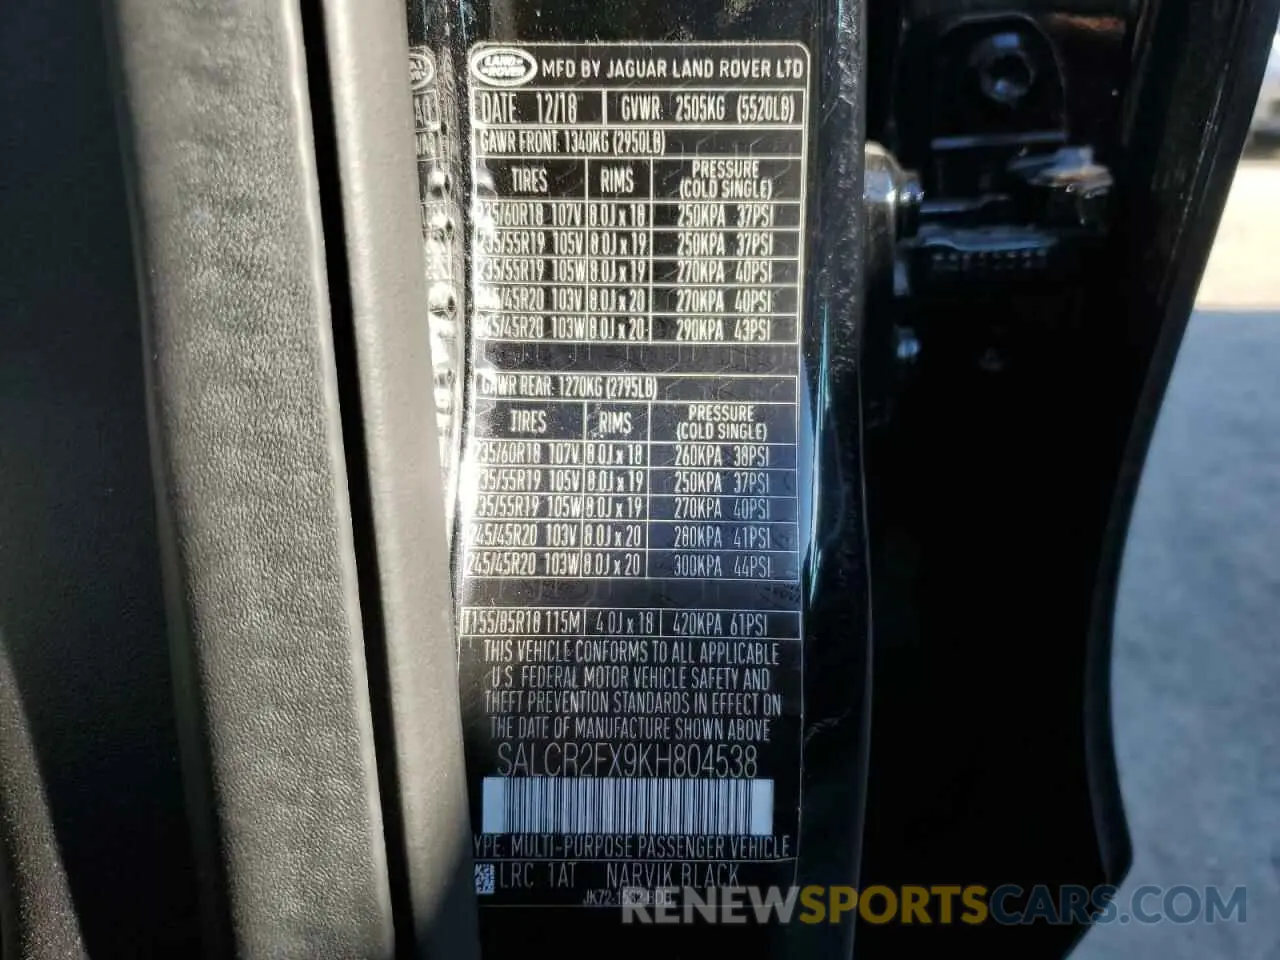 LAND ROVER MFD BY JAGUAR LAND ROVER LTD
DATE: 12/18 GVWR: 2505KG (5520LB)
GAWR FRONT: 1340KG (2950LB)
TIRES RIMS PRESSURE (COLD SINGLE)
235/60R18 107V 8.0J x 18 250KPA 37PSI
235/55R19 105V 8.0J x 19 250KPA 37PSI
235/55R19 105W 8.0J x 19 270KPA 40PSI
245/45R20 103V 8.0J x 20 270KPA 40PSI
245/45R20 103W 8.0J x 20 290KPA 43PSI
GAWR REAR: 1270KG (2795LB)
TIRES RIMS PRESSURE (COLD SINGLE)
235/60R18 107V 8.0J x 18 260KPA 38PSI
235/55R19 105V 8.0J x 19 250KPA 37PSI
235/55R19 105W 8.0J x 19 270KPA 40PSI
245/45R20 103V 8.0J x 20 280KPA 41PSI
245/45R20 103W 8.0J x 20 300KPA 44PSI
T155/85R18 115M 4.0J x 18 420KPA 61PSI
THIS VEHICLE CONFORMS TO ALL APPLICABLE
U.S. FEDERAL MOTOR VEHICLE SAFETY AND
THEFT PREVENTION STANDARDS IN EFFECT ON
THE DATE OF MANUFACTURE SHOWN ABOVE
SALCR2FX9KH804538
YPE: MULTI-PURPOSE PASSENGER VEHICLE
LRC 1AT NARVIK BLACK
RENEWSPORTSCARS.COM